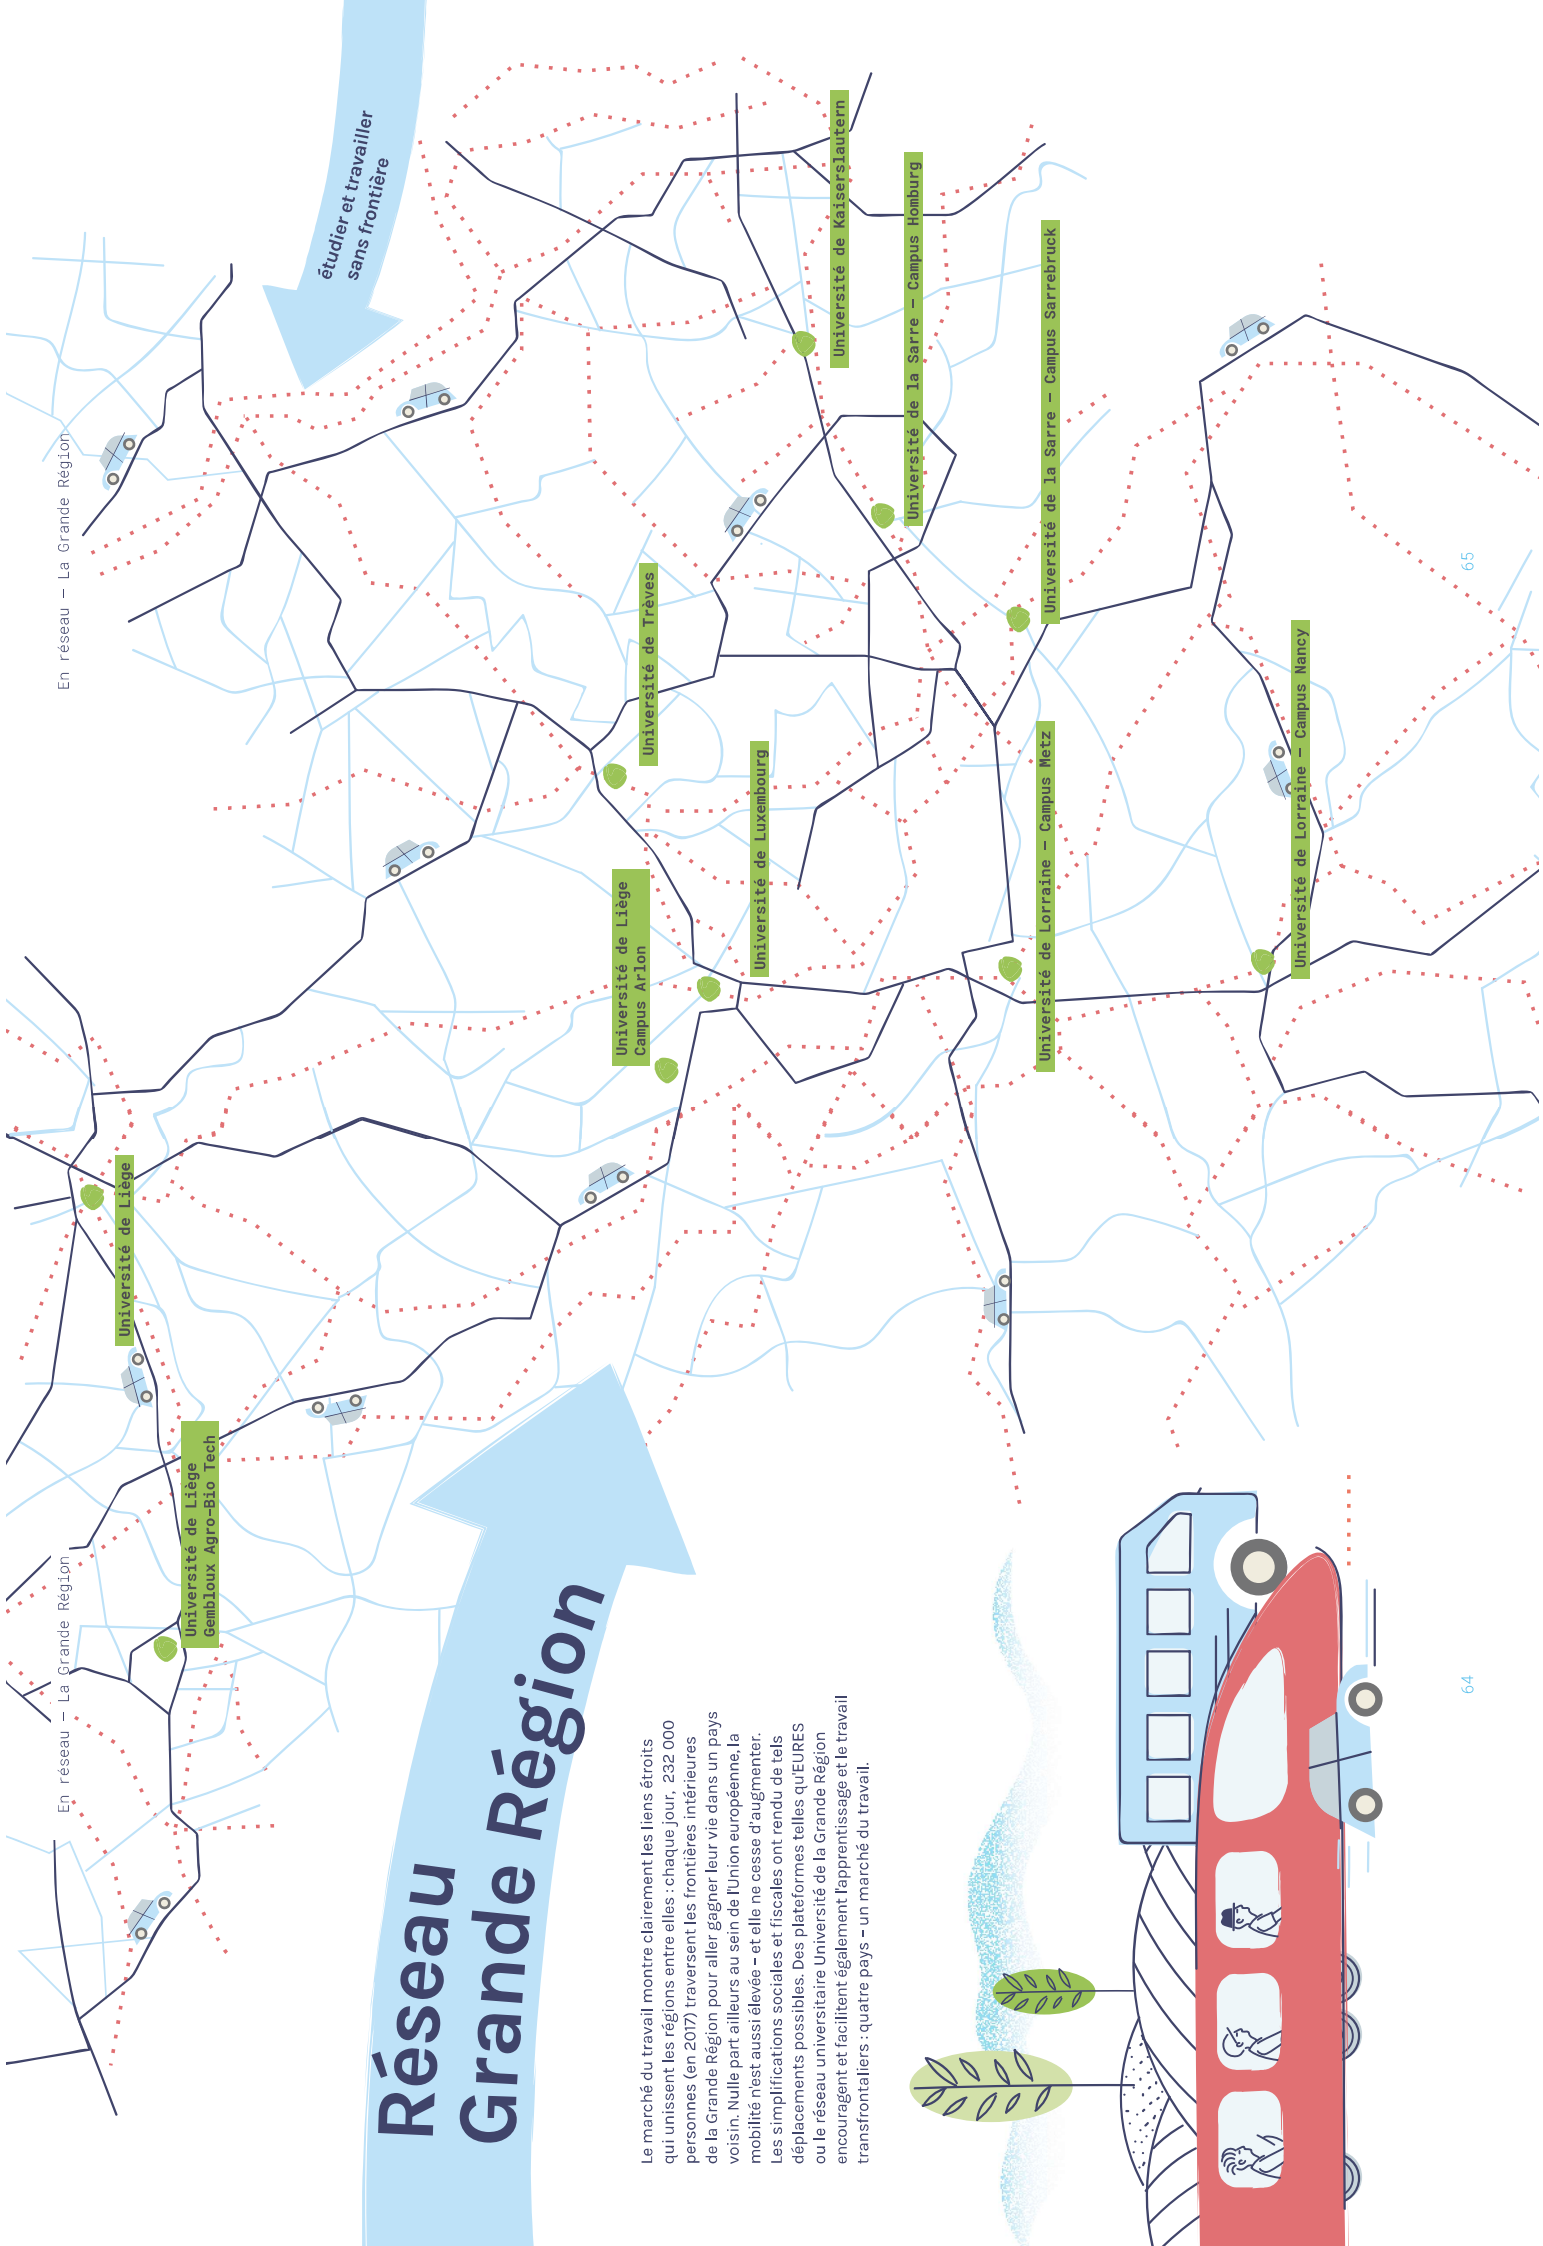 En réseau – La Grande Région
En réseau – La Grande Région
étudier et travailler
sans frontière
Réseau
Grande Région
Le marché du travail montre clairement les liens étroits
qui unissent les régions entre elles : chaque jour, 232 000
personnes (en 2017) traversent les frontières intérieures
de la Grande Région pour aller gagner leur vie dans un pays
voisin. Nulle part ailleurs au sein de l'Union européenne, la
mobilité n'est aussi élevée – et elle ne cesse d'augmenter.
Les simplifications sociales et fiscales ont rendu de tels
déplacements possibles. Des plateformes telles qu'EURES
ou le réseau universitaire Université de la Grande Région
encouragent et facilitent également l'apprentissage et le travail
transfrontaliers : quatre pays – un marché du travail.
Université de Liège
Université de Liège
Gembloux Agro-Bio Tech
Université de Liège
Campus Arlon
Université de Trèves
Université de Luxembourg
Université de Kaiserslautern
Université de la Sarre – Campus Homburg
Université de la Sarre – Campus Sarrebruck
Université de Lorraine – Campus Metz
Université de Lorraine – Campus Nancy
64
65